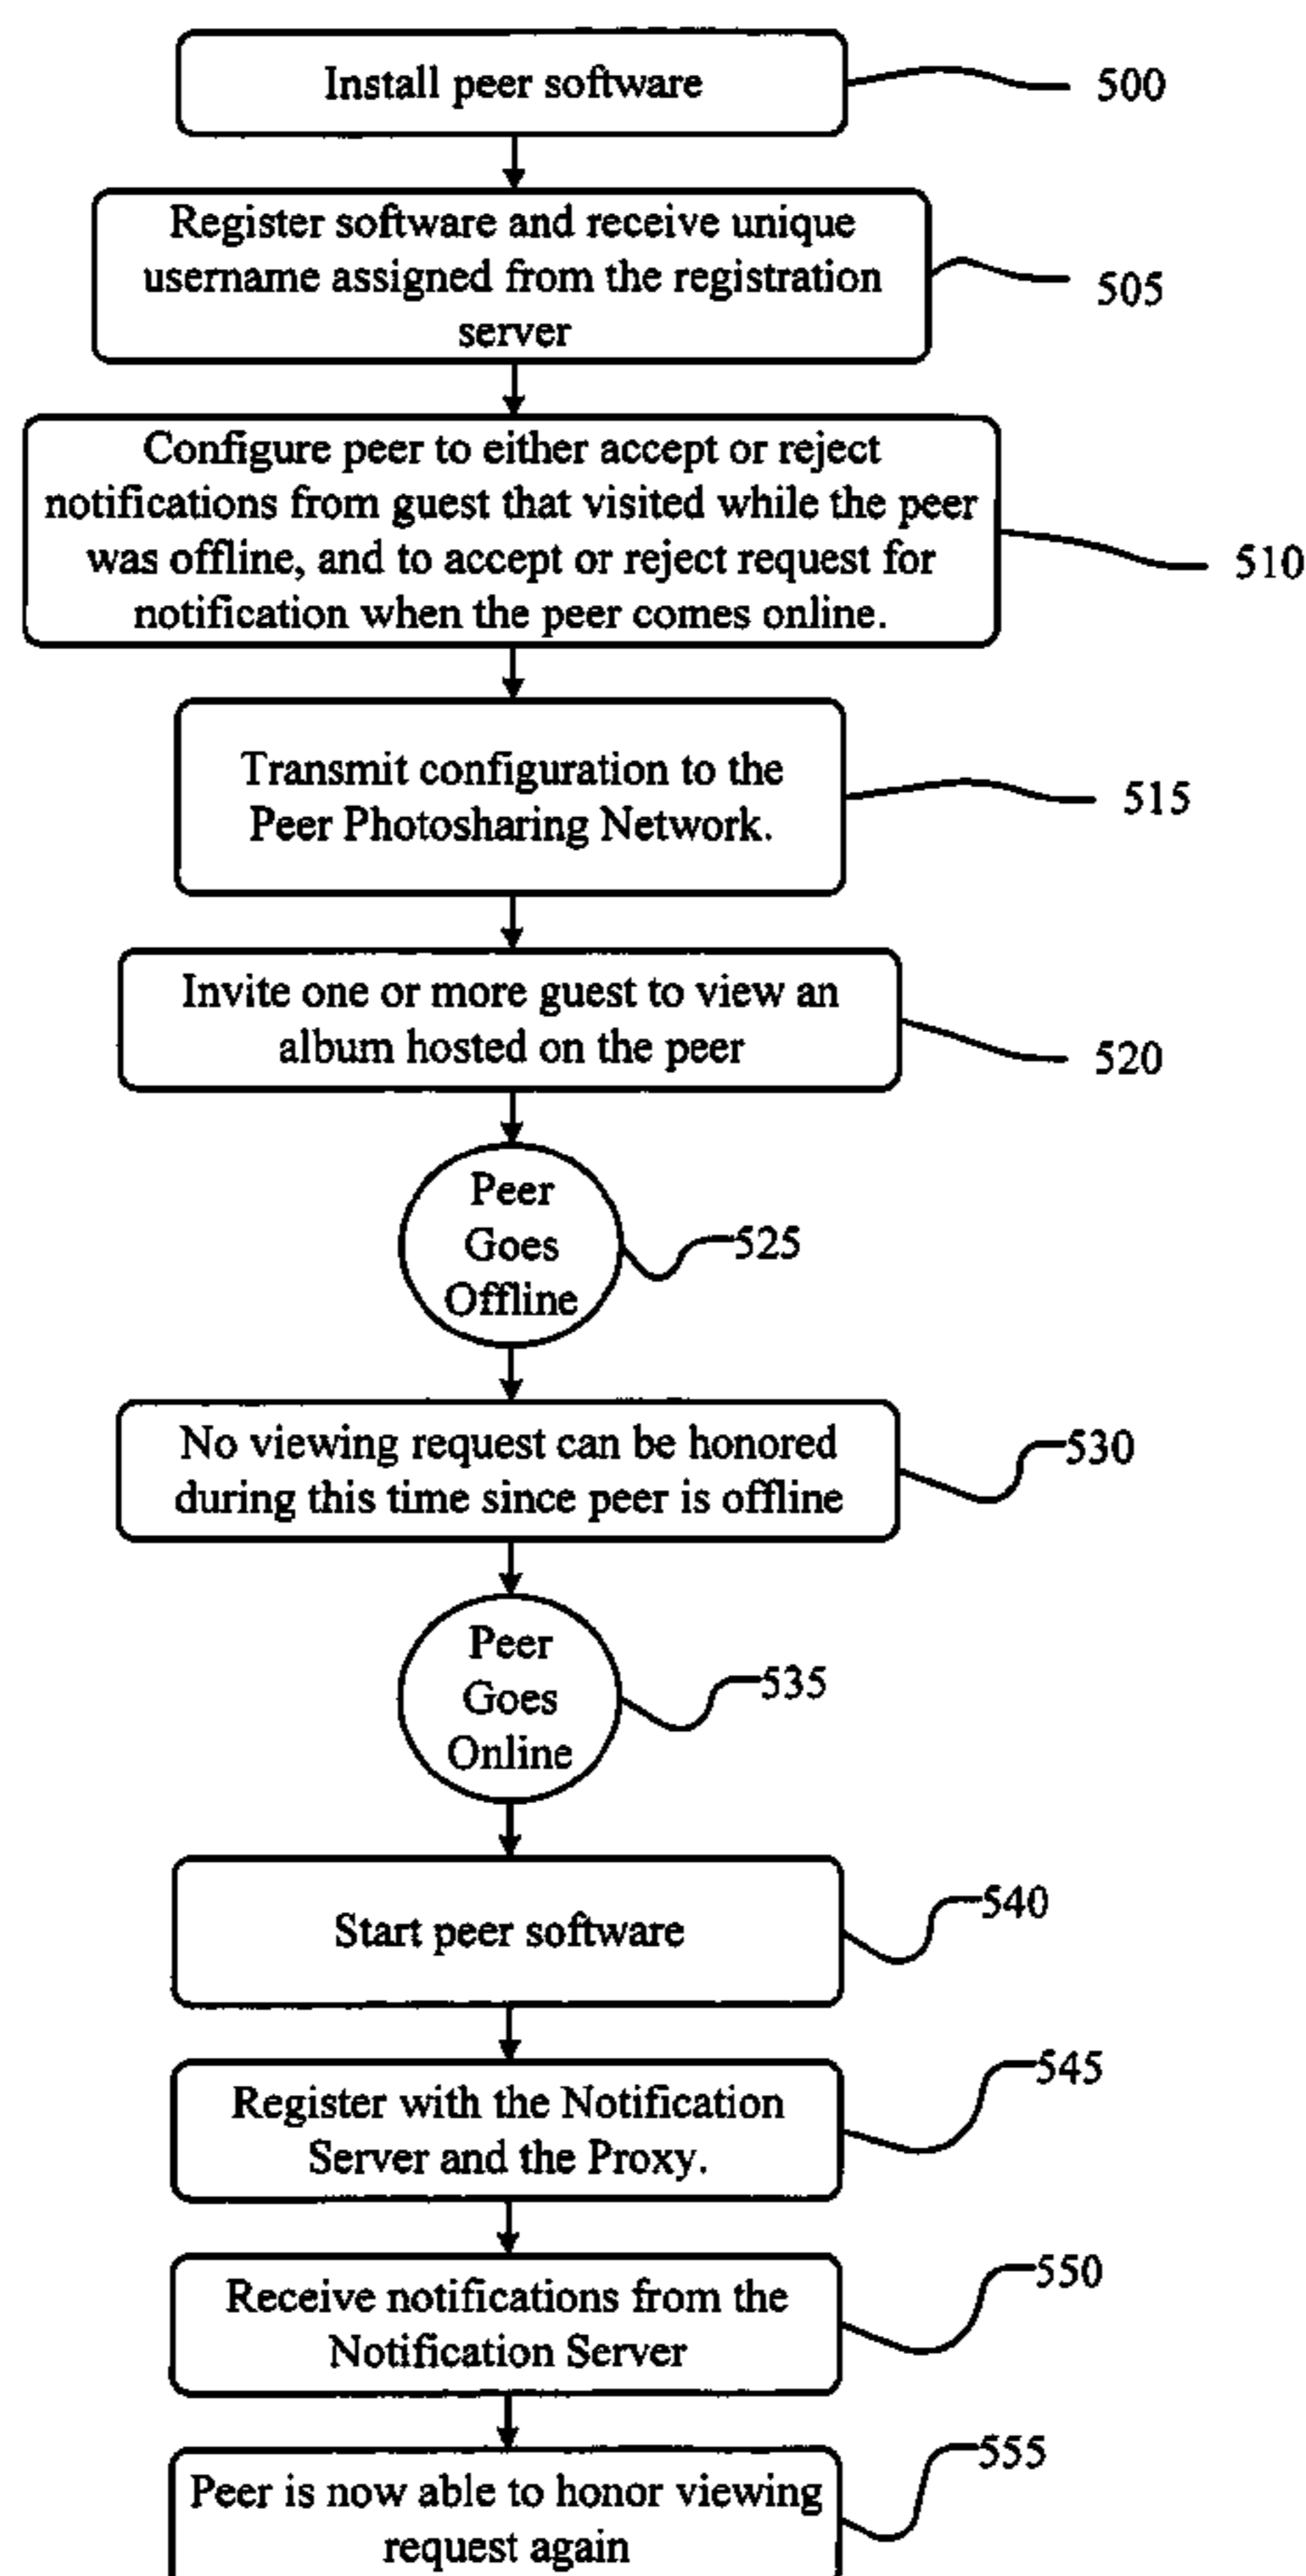 Install peer software
500
Register software and receive unique
username assigned from the registration
server
505
Configure peer to either accept or reject
notifications from guest that visited while the peer
was offline, and to accept or reject request for
notification when the peer comes online.
510
Transmit configuration to the
Peer Photosharing Network.
515
Invite one or more guest to view an
album hosted on the peer
520
Peer
Goes
Offline
525
No viewing request can be honored
during this time since peer is offline
530
Peer
Goes
Online
535
Start peer software
540
Register with the Notification
Server and the Proxy.
545
Receive notifications from the
Notification Server
550
Peer is now able to honor viewing
request again
555